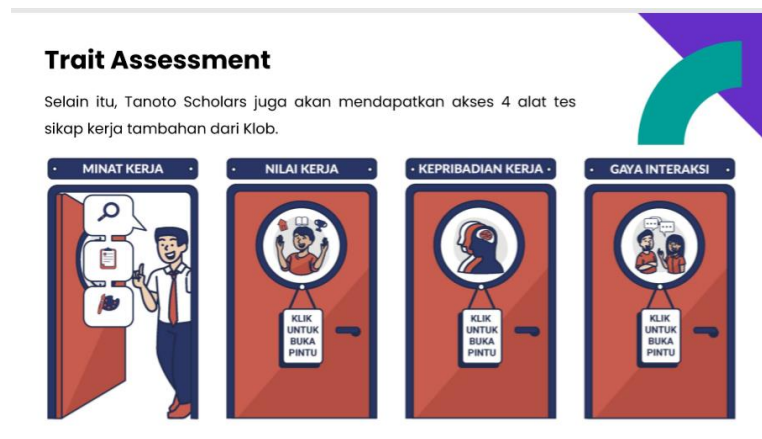 Trait Assessment
Selain itu, Tanoto Scholars juga akan mendapatkan akses 4 alat tes
sikap kerja tambahan dari Klob.
MINAT KERJA
NILAI KERJA
KEPRIBADIAN KERJA
GAYA INTERAKSI
KLIK
UNTUK
BUKA
PINTU
KLIK
UNTUK
BUKA
PINTU
KLIK
UNTUK
BUKA
PINTU